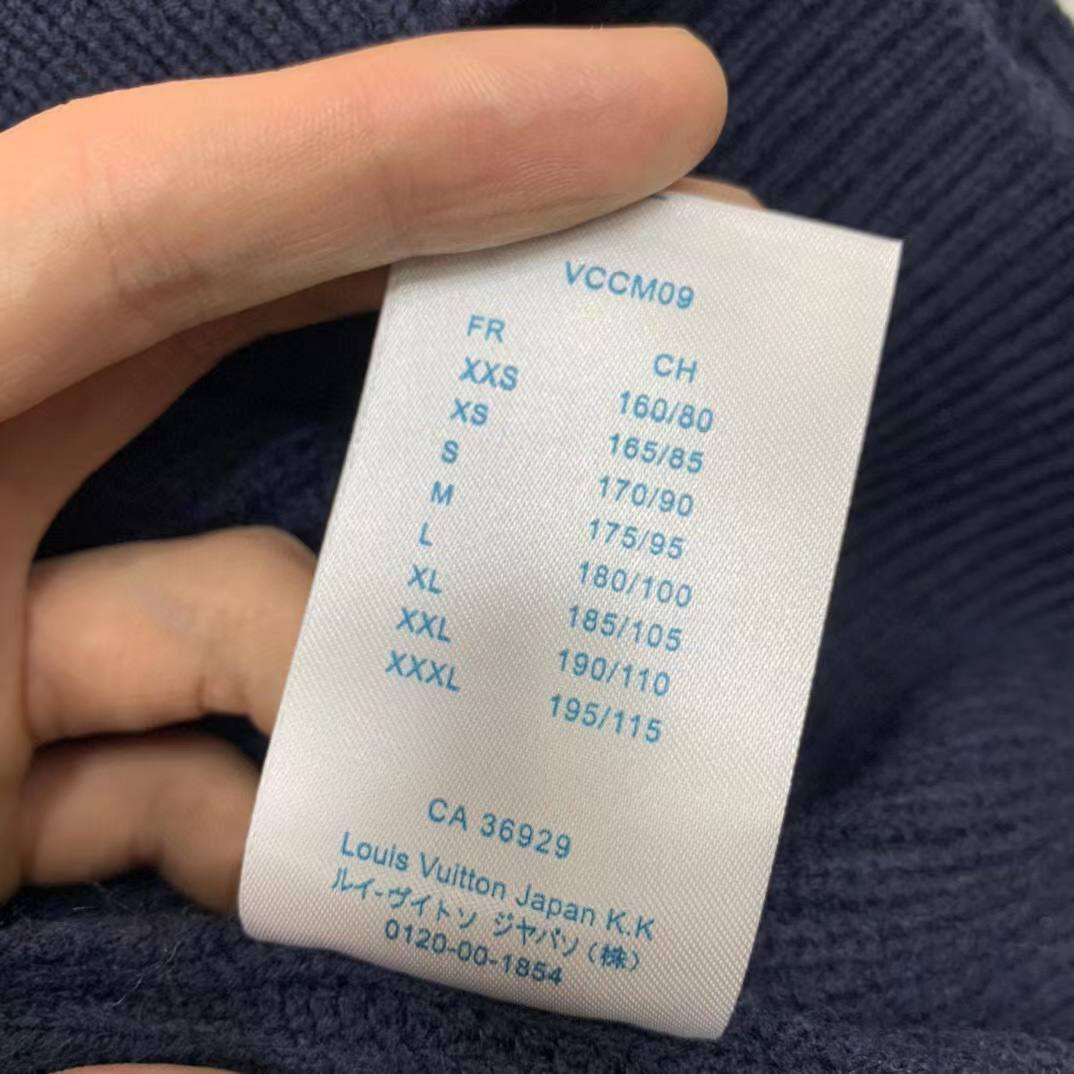 VCCM09
FR CH
XXS 160/80
XS 165/85
S 170/90
M 175/95
L 180/100
XL 185/105
XXL 190/110
XXXL 195/115
CA 36929
Louis Vuitton Japan K.K
ルイ-ヴイトソ ジヤパソ(株)
0120-00-1854